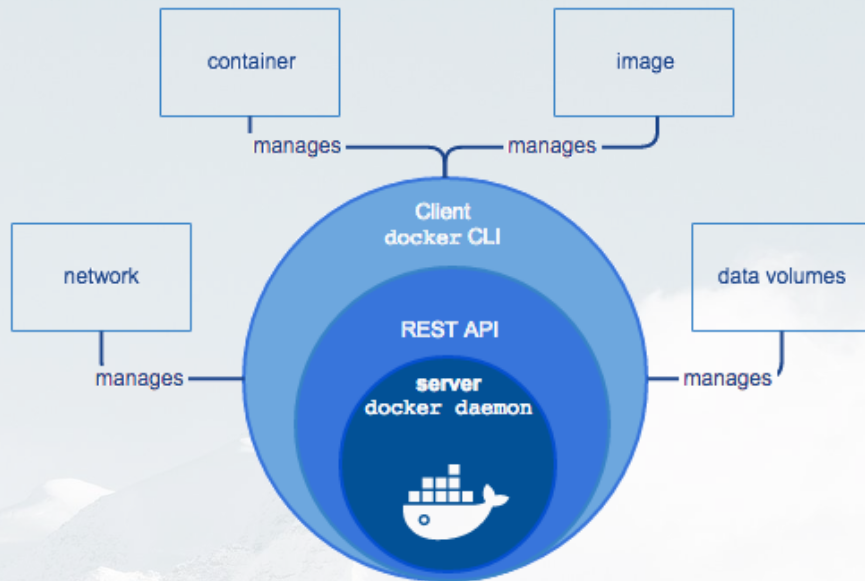 container
image
manages
manages
Client
docker CLI
network
data volumes
REST API
manages
server
manages
docker daemon